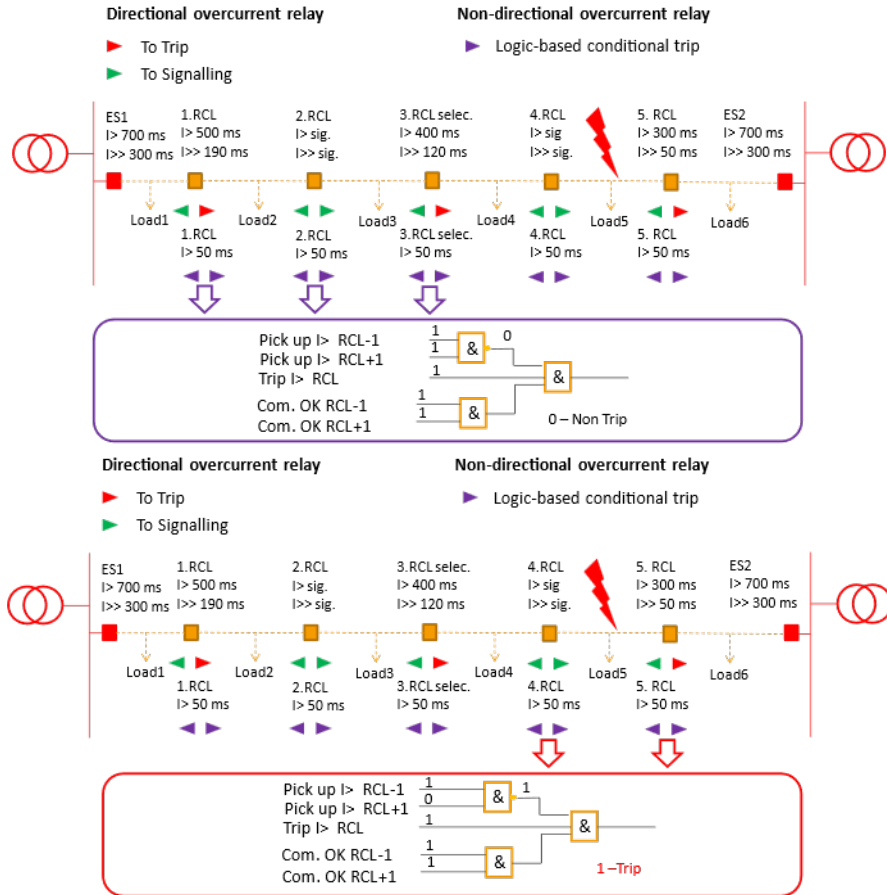 Directional overcurrent relay
Non-directional overcurrent relay
To Trip
Logic-based conditional trip
To Signalling
ES1
I> 700 ms
I>> 300 ms
1.RCL
I> 500 ms
I>> 190 ms
2.RCL
I> sig.
I>> sig.
3.RCL selec.
I> 400 ms
I>> 120 ms
4.RCL
I> sig
I>> sig.
5. RCL
I> 300 ms
I>> 50 ms
ES2
I> 700 ms
I>> 300 ms
Load1
Load2
Load3
Load4
Load5
Load6
1.RCL
I> 50 ms
2.RCL
I> 50 ms
3.RCL selec.
I> 50 ms
4.RCL
I> 50 ms
5. RCL
I> 50 ms
Pick up I> RCL-1 1
Pick up I> RCL+1 1
& 0
Trip I> RCL 1
&
Com. OK RCL-1 1
Com. OK RCL+1 1
&
0 – Non Trip
Directional overcurrent relay
Non-directional overcurrent relay
To Trip
Logic-based conditional trip
To Signalling
ES1
I> 700 ms
I>> 300 ms
1.RCL
I> 500 ms
I>> 190 ms
2.RCL
I> sig.
I>> sig.
3.RCL selec.
I> 400 ms
I>> 120 ms
4.RCL
I> sig
I>> sig.
5. RCL
I> 300 ms
I>> 50 ms
ES2
I> 700 ms
I>> 300 ms
Load1
Load2
Load3
Load4
Load5
Load6
1.RCL
I> 50 ms
2.RCL
I> 50 ms
3.RCL selec.
I> 50 ms
4.RCL
I> 50 ms
5. RCL
I> 50 ms
Pick up I> RCL-1 1
Pick up I> RCL+1 0
& 1
Trip I> RCL 1
&
Com. OK RCL-1 1
Com. OK RCL+1 1
&
1 –Trip